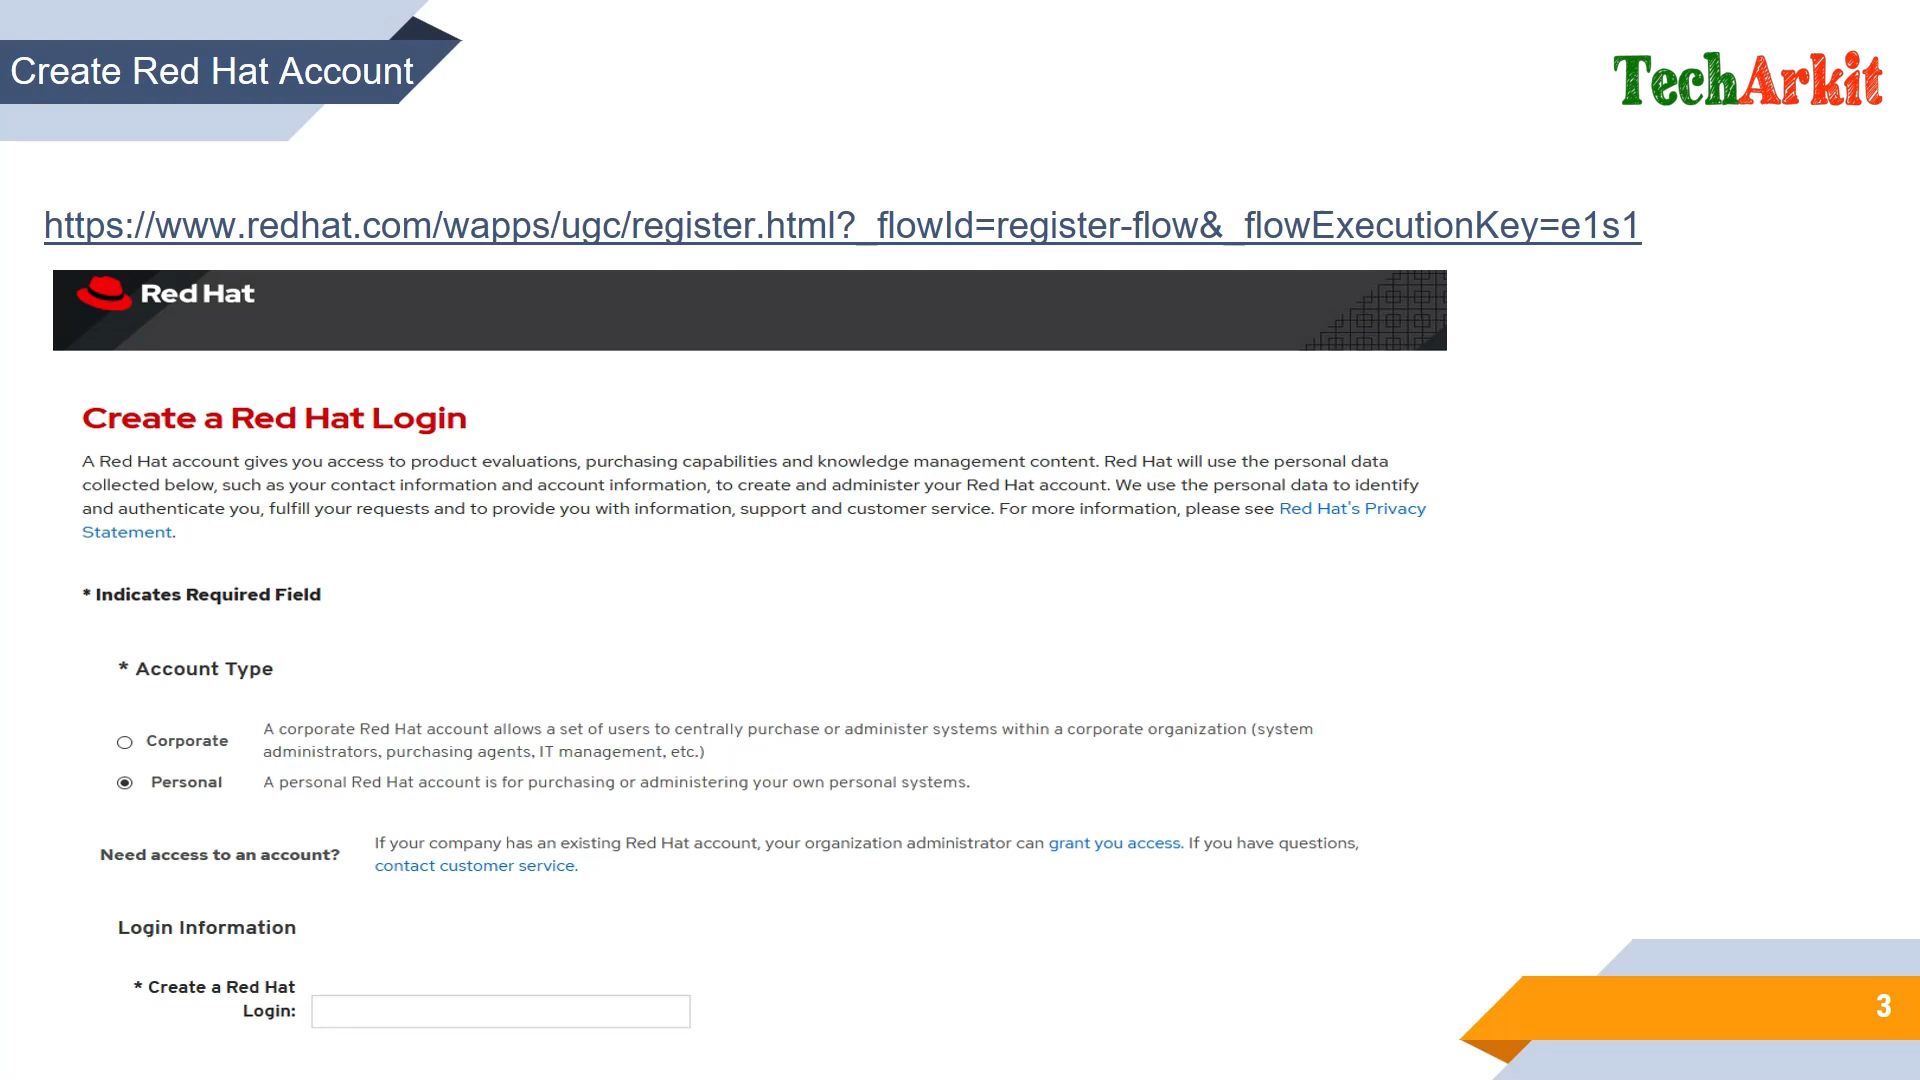 Create Red Hat Account
TechArkit
https://www.redhat.com/wapps/ugc/register.html?_flowId=register-flow&_flowExecutionKey=e1s1
Red Hat
Create a Red Hat Login
A Red Hat account gives you access to product evaluations, purchasing capabilities and knowledge management content. Red Hat will use the personal data
collected below, such as your contact information and account information, to create and administer your Red Hat account. We use the personal data to identify
and authenticate you, fulfill your requests and to provide you with information, support and customer service. For more information, please see Red Hat's Privacy
Statement.
* Indicates Required Field
* Account Type
Corporate
A corporate Red Hat account allows a set of users to centrally purchase or administer systems within a corporate organization (system
administrators, purchasing agents, IT management, etc.)
Personal
A personal Red Hat account is for purchasing or administering your own personal systems.
Need access to an account?
If your company has an existing Red Hat account, your organization administrator can grant you access. If you have questions,
contact customer service.
Login Information
* Create a Red Hat
Login:
3